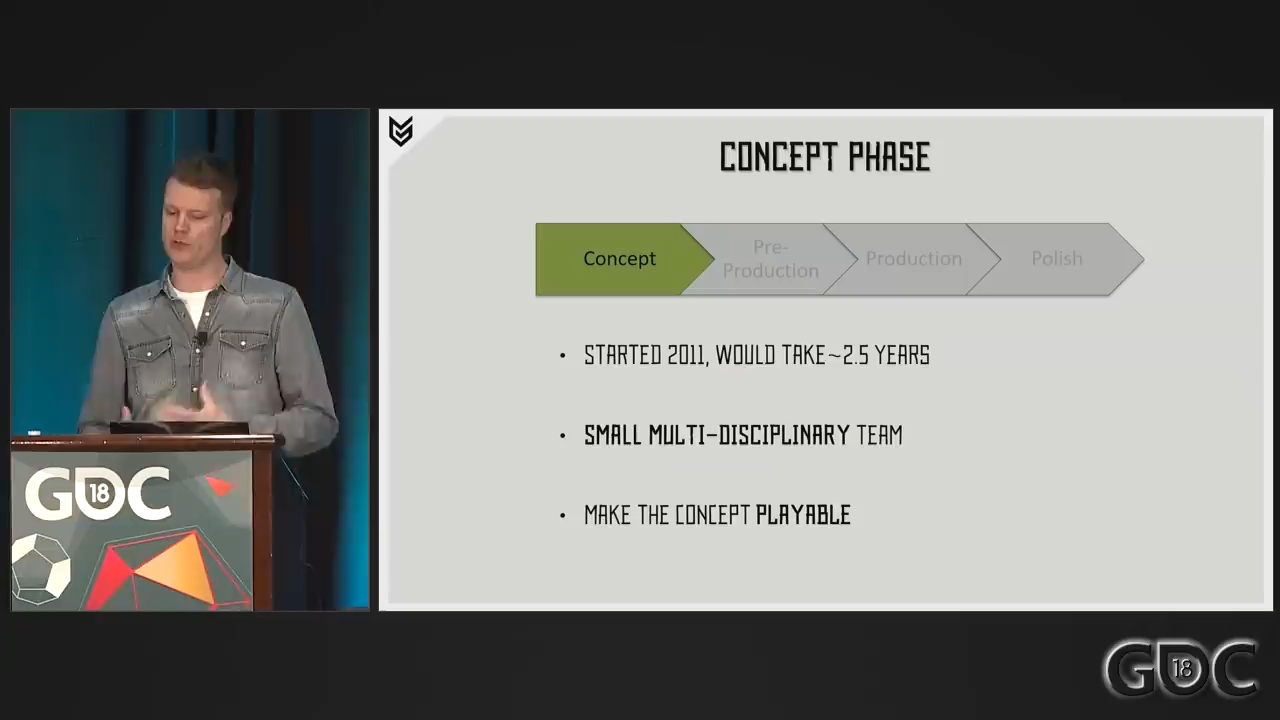 CONCEPT PHASE
Concept
Pre-
Production
Production
Polish
• STARTED 2011, WOULD TAKE ~2.5 YEARS
• SMALL MULTI-DISCIPLINARY TEAM
• MAKE THE CONCEPT PLAYABLE
GDC
18
GDC
18